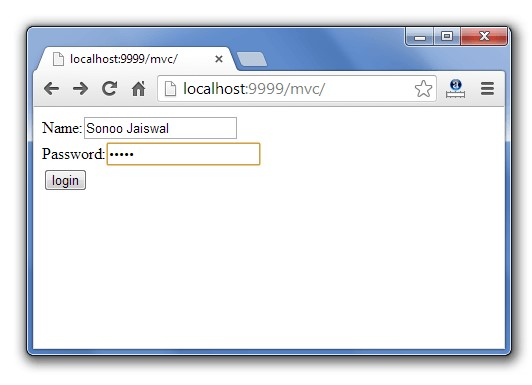 localhost:9999/mvc/
localhost:9999/mvc/
Name: Sonoo Jaiswal
Password: •••••
login